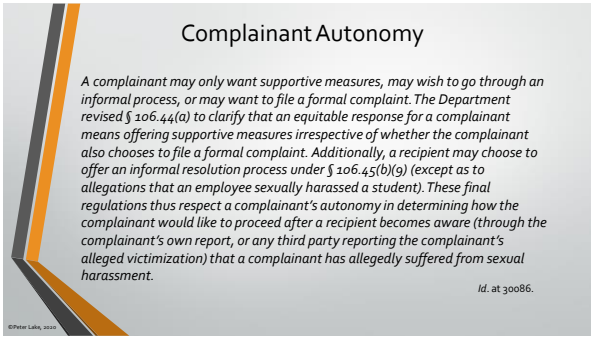 Complainant Autonomy
A complainant may only want supportive measures, may wish to go through an
informal process, or may want to file a formal complaint. The Department
revised § 106.44(a) to clarify that an equitable response for a complainant
means offering supportive measures irrespective of whether the complainant
also chooses to file a formal complaint. Additionally, a recipient may choose to
offer an informal resolution process under § 106.45(b)(9) (except as to
allegations that an employee sexually harassed a student). These final
regulations thus respect a complainant's autonomy in determining how the
complainant would like to proceed after a recipient becomes aware (through the
complainant's own report, or any third party reporting the complainant's
alleged victimization) that a complainant has allegedly suffered from sexual
harassment.
Id. at 30086.
©Peter Lake, 2020